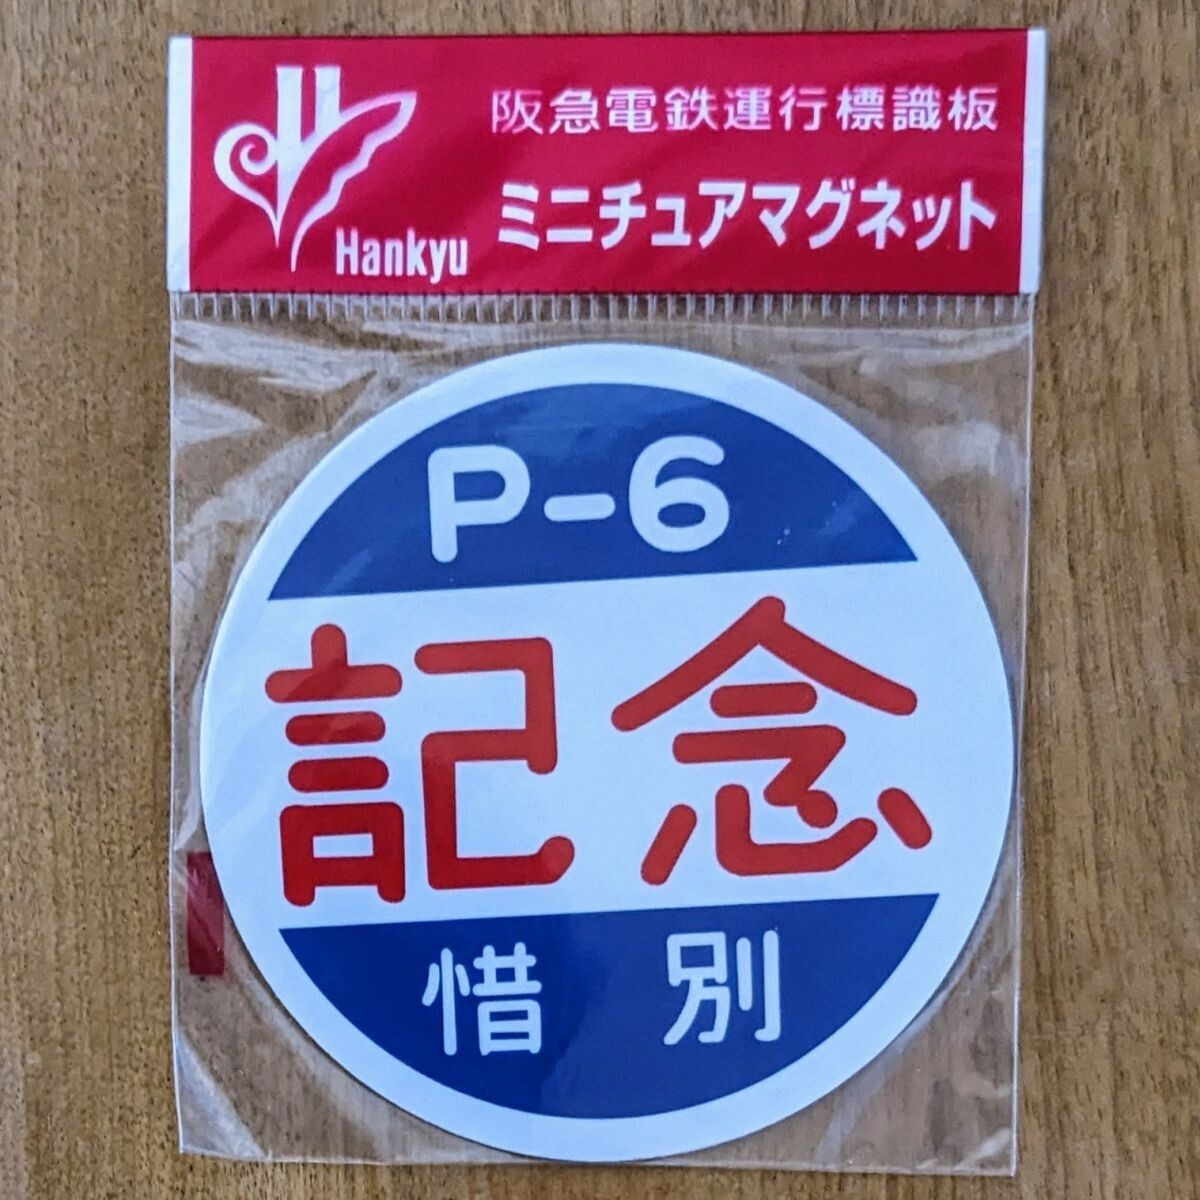 阪急電鉄運行標識板
ミニチュアマグネット
Hankyu
P-6
記念
惜別